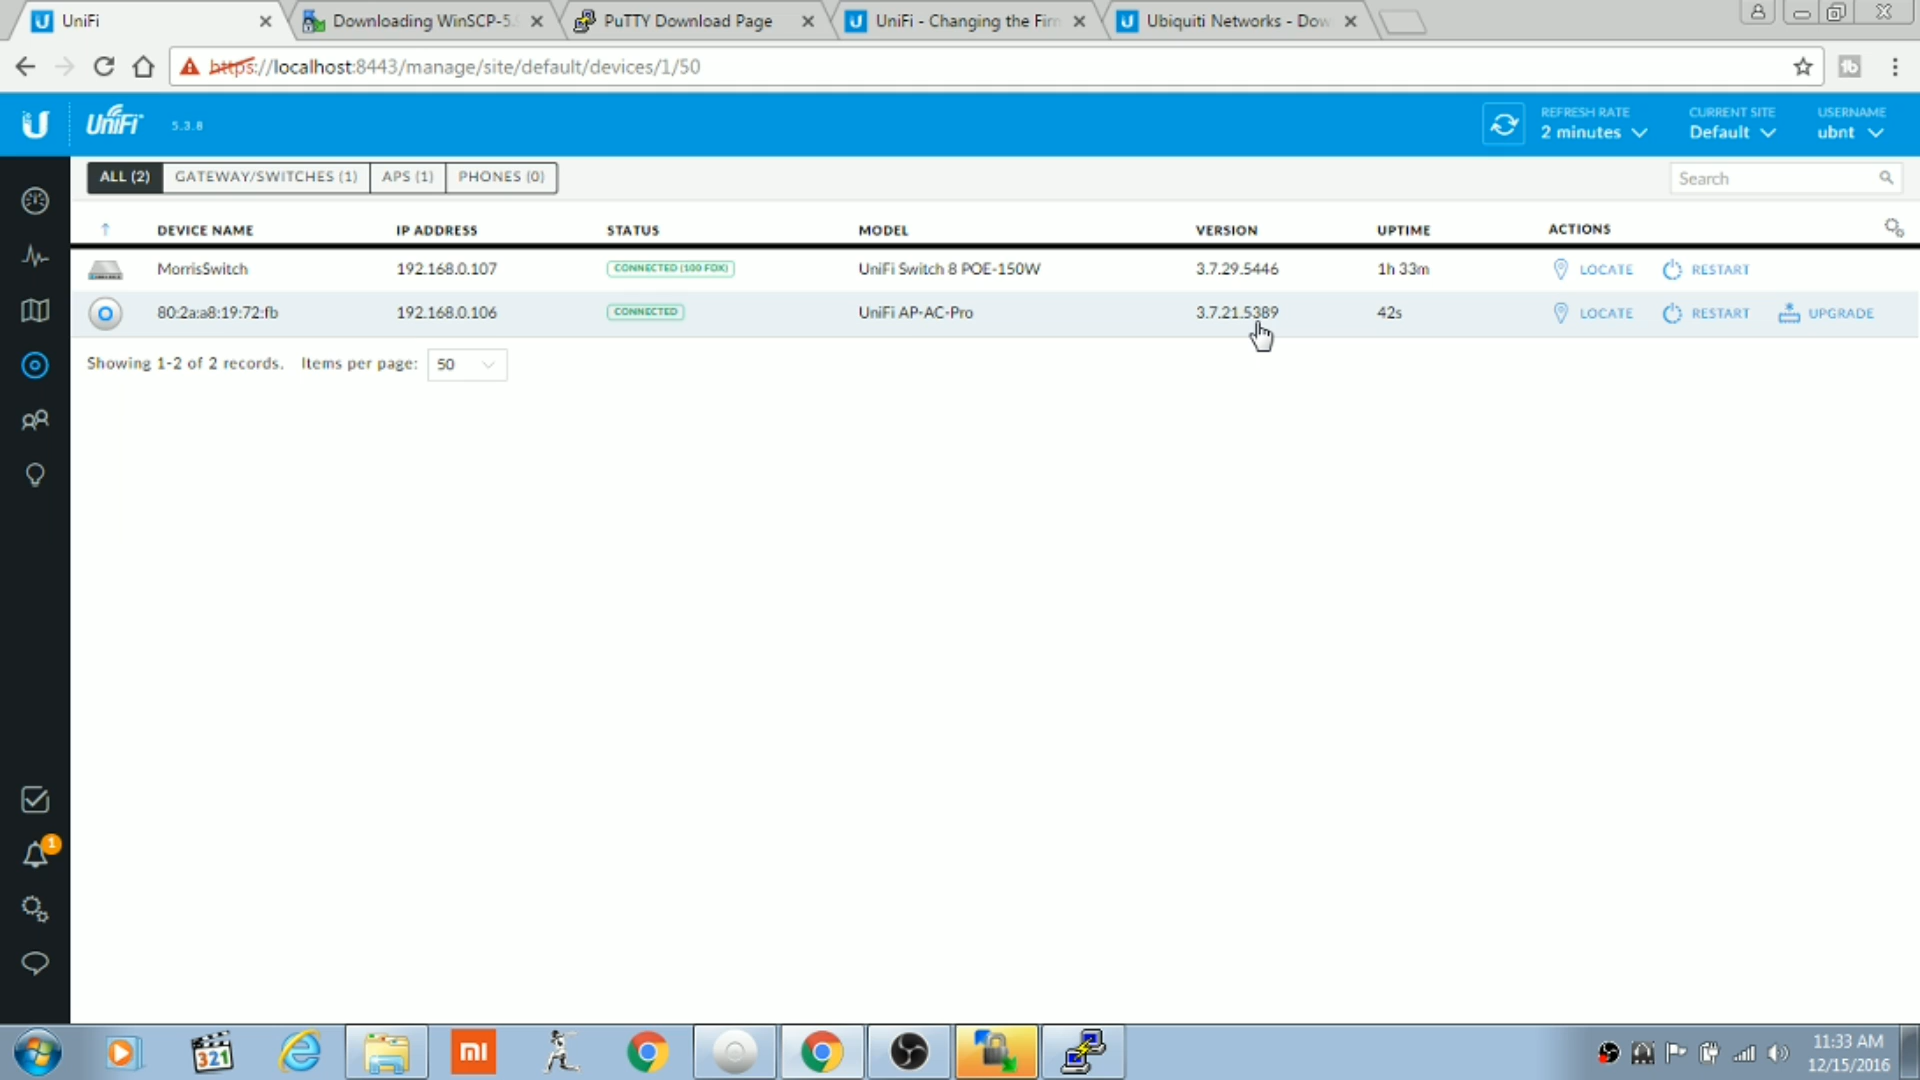 UniFi
Downloading WinSCP-5.
PuTTY Download Page
UniFi - Changing the Firm
Ubiquiti Networks - Dow
https://localhost:8443/manage/site/default/devices/1/50
UniFi 5.3.8
REFRESH RATE
2 minutes
CURRENT SITE
Default
USERNAME
ubnt
ALL (2) GATEWAY/SWITCHES (1) APS (1) PHONES (0)
Search
DEVICE NAME IP ADDRESS STATUS MODEL VERSION UPTIME ACTIONS
MorrisSwitch 192.168.0.107 CONNECTED (100 FDX) UniFi Switch 8 POE-150W 3.7.29.5446 1h 33m LOCATE RESTART
80:2a:a8:19:72:fb 192.168.0.106 CONNECTED UniFi AP-AC-Pro 3.7.21.5389 42s LOCATE RESTART UPGRADE
Showing 1-2 of 2 records. Items per page: 50
1
321
mi
11:33 AM
12/15/2016